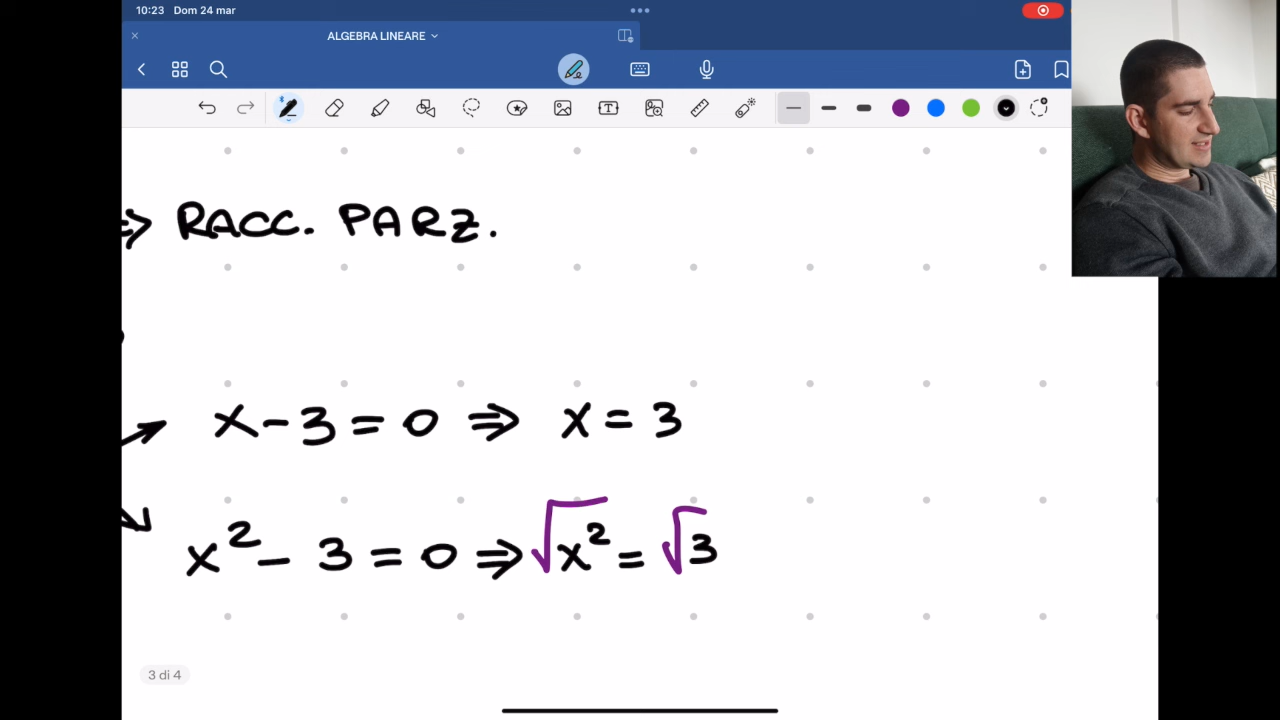 10:23 Dom 24 mar
ALGEBRA LINEARE
⇒ RACC. PARZ.
x - 3 = 0 ⇒ x = 3
x² - 3 = 0 ⇒ √x² = √3
3 di 4